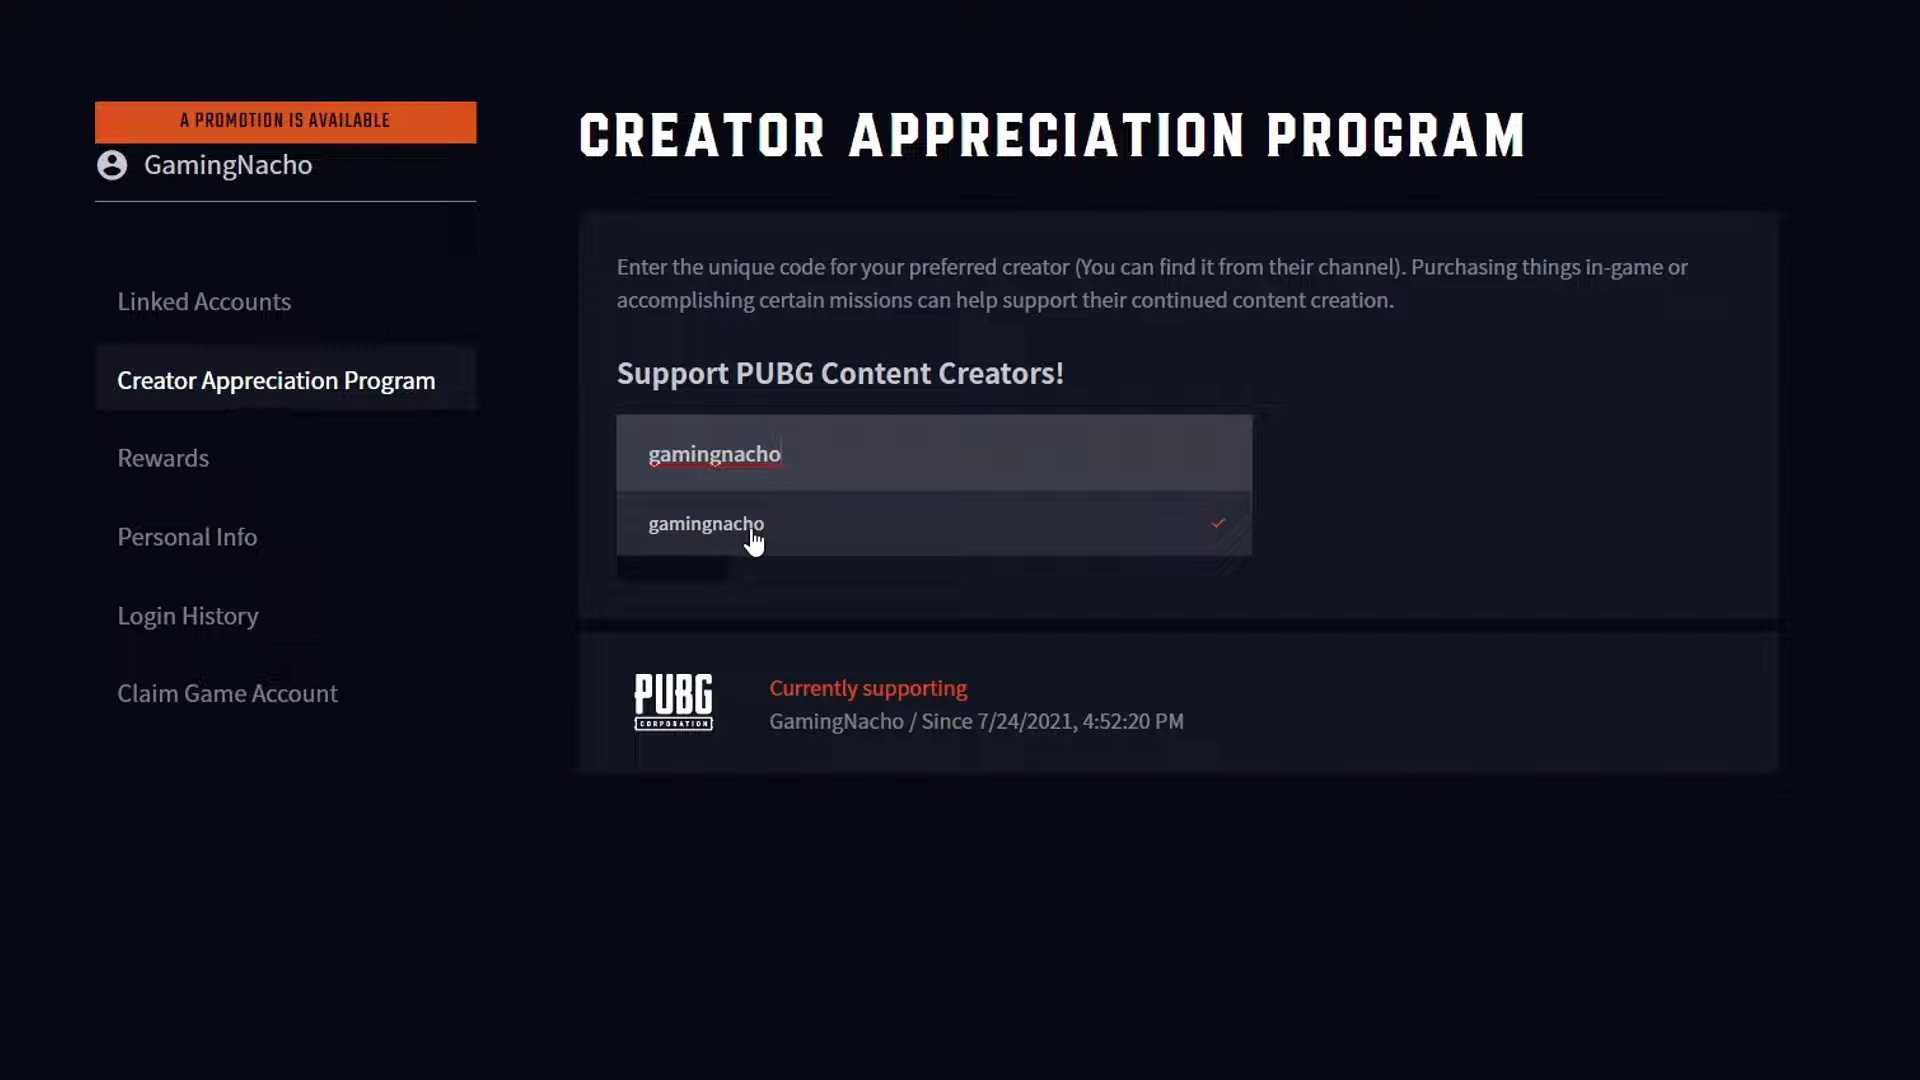 A PROMOTION IS AVAILABLE
GamingNacho
Linked Accounts
Creator Appreciation Program
Rewards
Personal Info
Login History
Claim Game Account
CREATOR APPRECIATION PROGRAM
Enter the unique code for your preferred creator (You can find it from their channel). Purchasing things in-game or
accomplishing certain missions can help support their continued content creation.
Support PUBG Content Creators!
gamingnacho
gamingnacho
PUBG
CORPORATION
Currently supporting
GamingNacho / Since 7/24/2021, 4:52:20 PM